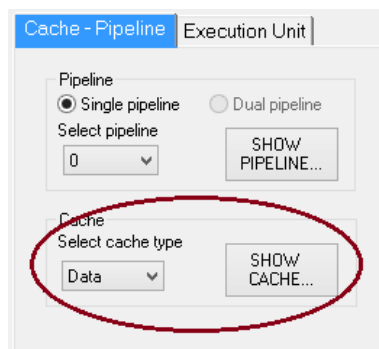 Cache - Pipeline Execution Unit
Pipeline
Single pipeline Dual pipeline
Select pipeline
0
SHOW
PIPELINE...
Cache
Select cache type
Data
SHOW
CACHE...